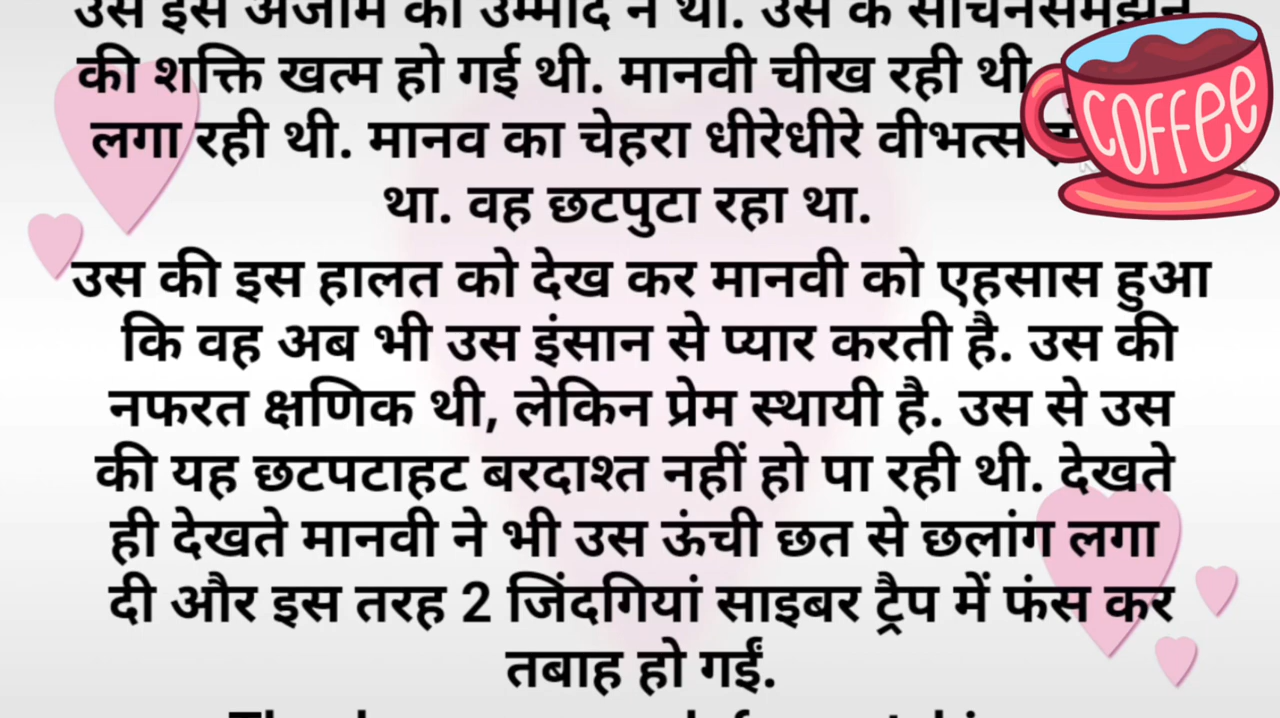 उस इस अंजाम की उम्मीद न थी. उस के सोचनेसमझने
की शक्ति खत्म हो गई थी. मानवी चीख रही थी
COFFee
लगा रही थी. मानव का चेहरा धीरेधीरे वीभत्स
था. वह छटपुटा रहा था.
उस की इस हालत को देख कर मानवी को एहसास हुआ
कि वह अब भी उस इंसान से प्यार करती है. उस की
नफरत क्षणिक थी, लेकिन प्रेम स्थायी है. उस से उस
की यह छटपटाहट बरदाश्त नहीं हो पा रही थी. देखते
ही देखते मानवी ने भी उस ऊंची छत से छलांग लगा
दी और इस तरह 2 जिंदगियां साइबर ट्रैप में फंस कर
तबाह हो गईं.